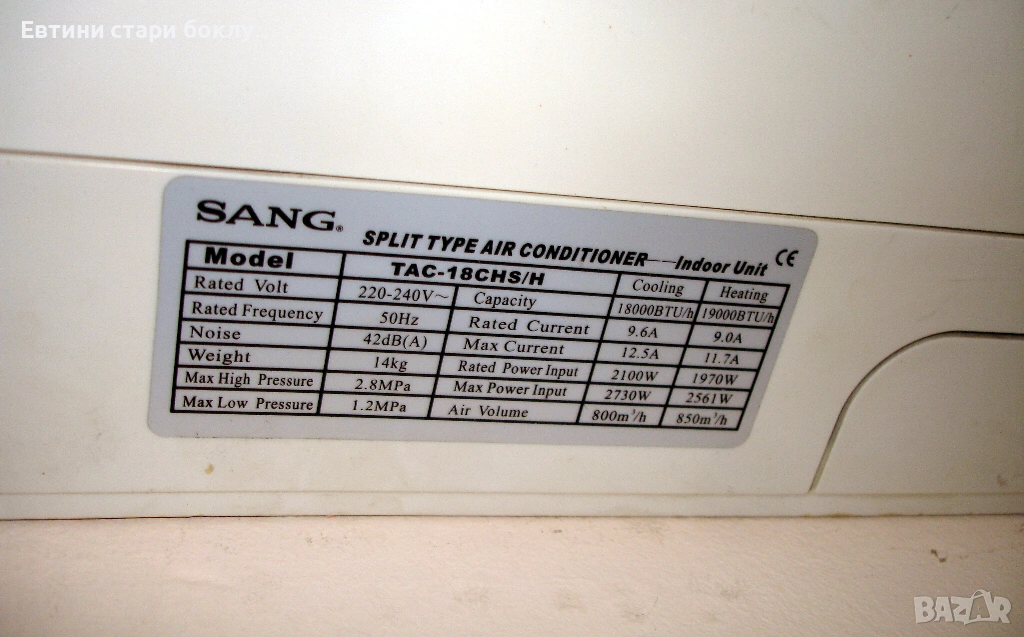 Евтини стари боклу...
SANG®
SPLIT TYPE AIR CONDITIONER——Indoor Unit CE
Model TAC-18CHS/H Cooling Heating
Rated Volt 220-240V~ Capacity 18000BTU/h 19000BTU/h
Rated Frequency 50Hz Rated Current 9.6A 9.0A
Noise 42dB(A) Max Current 12.5A 11.7A
Weight 14kg Rated Power Input 2100W 1970W
Max High Pressure 2.8MPa Max Power Input 2730W 2561W
Max Low Pressure 1.2MPa Air Volume 800m³/h 850m³/h
BAZAR